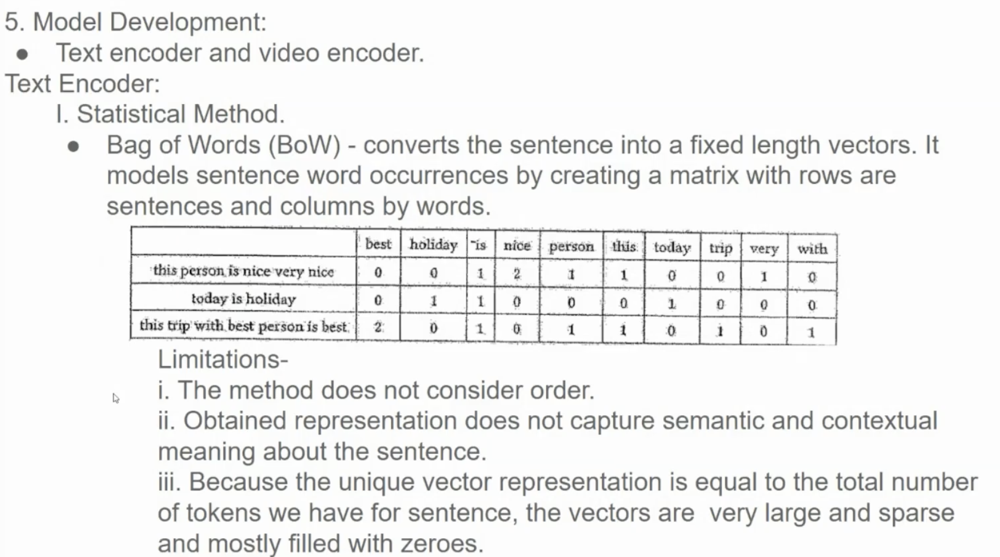 5. Model Development:
● Text encoder and video encoder.
Text Encoder:
I. Statistical Method.
● Bag of Words (BoW) - converts the sentence into a fixed length vectors. It
models sentence word occurrences by creating a matrix with rows are
sentences and columns by words.
best holiday is nice person this today trip very with
this person is nice very nice 0 0 1 2 1 1 0 0 1 0
today is holiday 0 1 1 0 0 0 1 0 0 0
this trip with best person is best 2 0 1 0 1 1 0 1 0 1
Limitations-
i. The method does not consider order.
ii. Obtained representation does not capture semantic and contextual
meaning about the sentence.
iii. Because the unique vector representation is equal to the total number
of tokens we have for sentence, the vectors are very large and sparse
and mostly filled with zeroes.